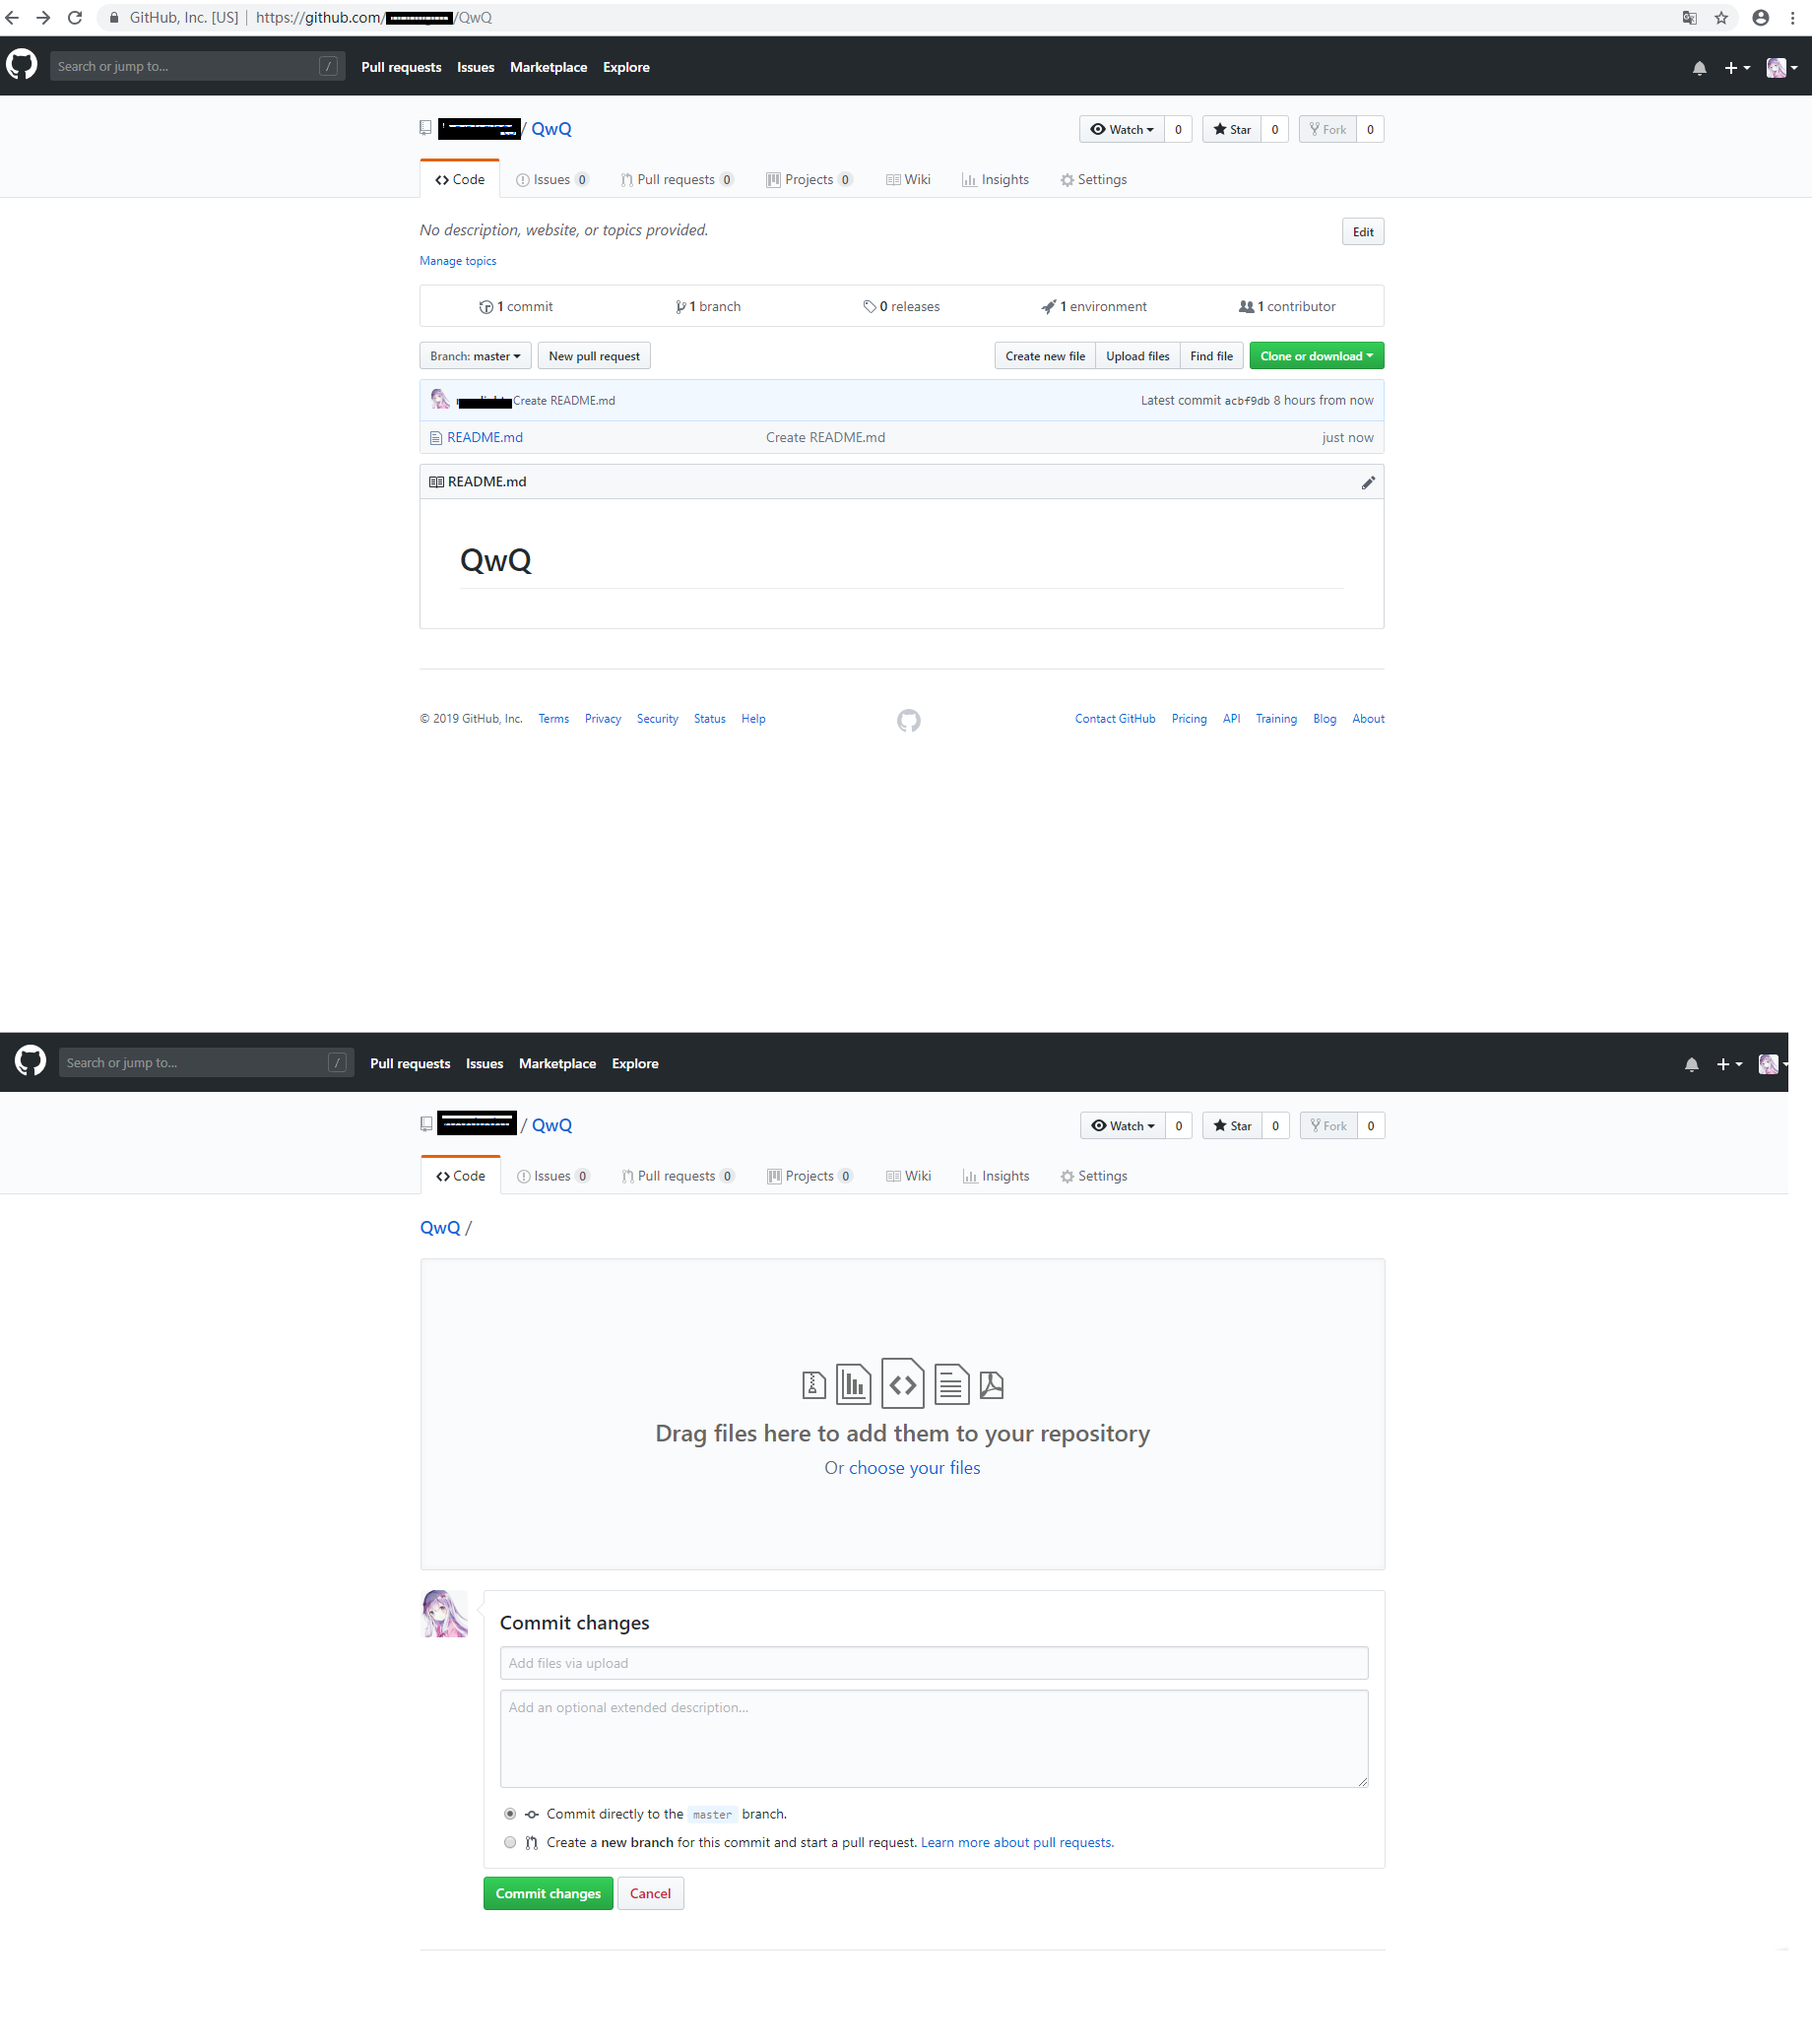 GitHub, Inc. [US] | https://github.com/ /QwQ
Search or jump to... / Pull requests Issues Marketplace Explore
/ QwQ Watch 0 Star 0 Fork 0
Code Issues 0 Pull requests 0 Projects 0 Wiki Insights Settings
No description, website, or topics provided. Edit
Manage topics
1 commit 1 branch 0 releases 1 environment 1 contributor
Branch: master New pull request Create new file Upload files Find file Clone or download
Create README.md Latest commit acbf9db 8 hours from now
README.md Create README.md just now
README.md
QwQ
© 2019 GitHub, Inc. Terms Privacy Security Status Help Contact GitHub Pricing API Training Blog About
Search or jump to... / Pull requests Issues Marketplace Explore
/ QwQ Watch 0 Star 0 Fork 0
Code Issues 0 Pull requests 0 Projects 0 Wiki Insights Settings
QwQ /
Drag files here to add them to your repository
Or choose your files
Commit changes
Add files via upload
Add an optional extended description...
Commit directly to the master branch.
Create a new branch for this commit and start a pull request. Learn more about pull requests.
Commit changes Cancel